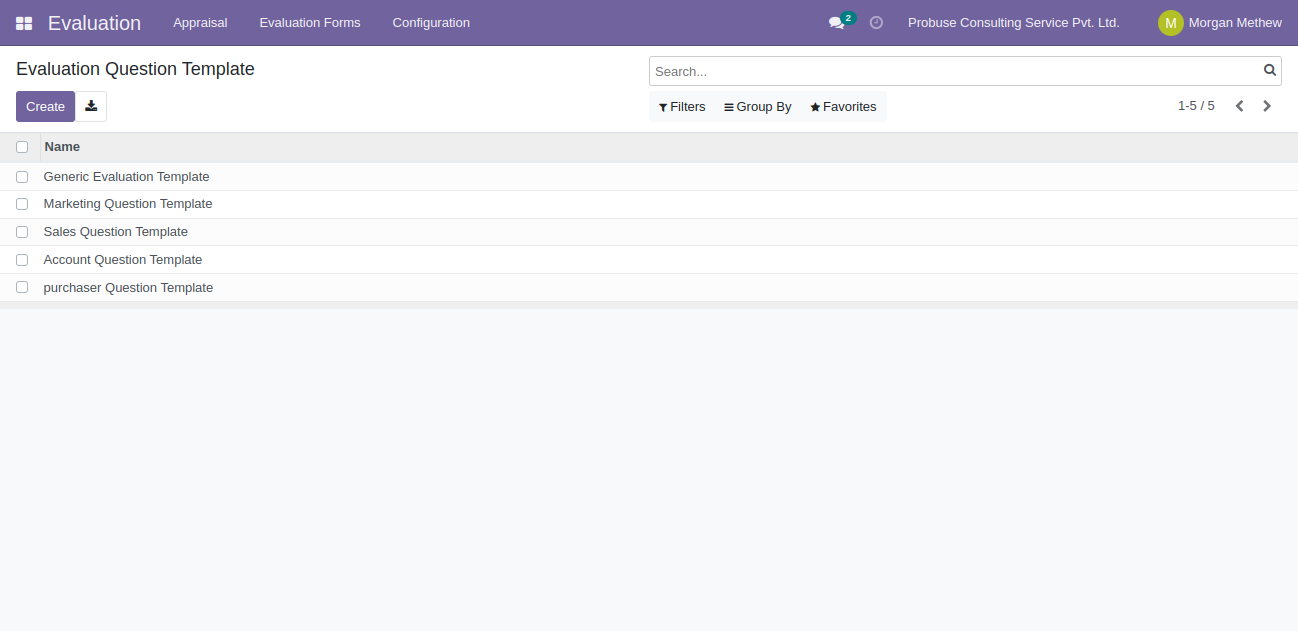 Evaluation Appraisal Evaluation Forms Configuration 2 Probuse Consulting Service Pvt. Ltd. M Morgan Methew
Evaluation Question Template Search...
Create Filters Group By Favorites 1-5 / 5
Name
Generic Evaluation Template
Marketing Question Template
Sales Question Template
Account Question Template
purchaser Question Template